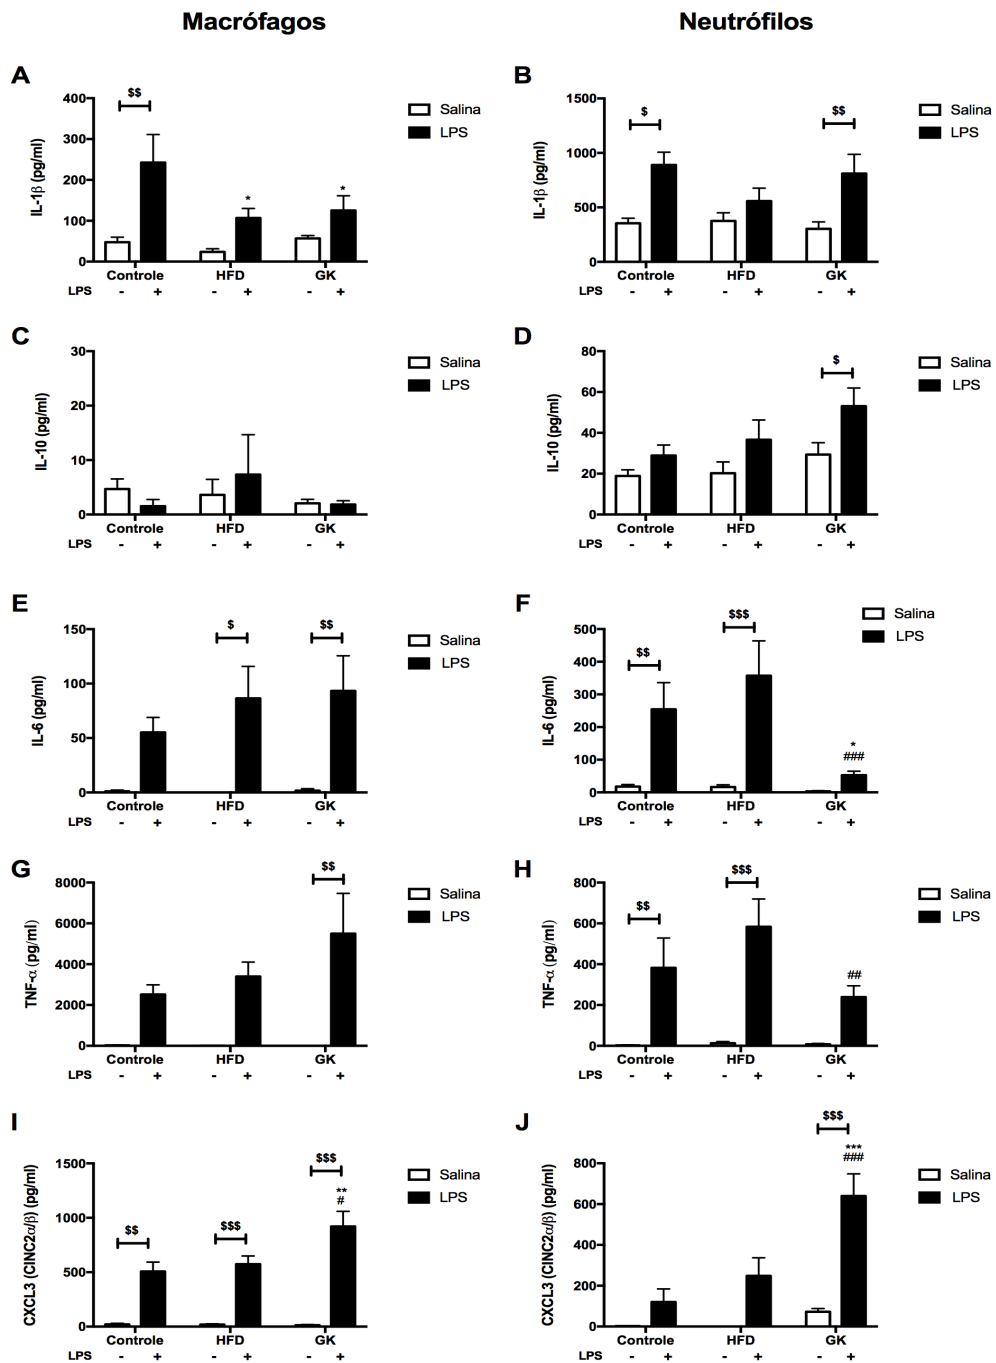 Macrófagos
Neutrófilos
A
$$
Salina
LPS
IL-1β (pg/ml)
400
300
200
100
0
*
*
Controle HFD GK
LPS - + - + - +
B
$
$$
Salina
LPS
IL-1β (pg/ml)
1500
1000
500
0
Controle HFD GK
LPS - + - + - +
C
Salina
LPS
IL-10 (pg/ml)
30
20
10
0
Controle HFD GK
LPS - + - + - +
D
$
Salina
LPS
IL-10 (pg/ml)
80
60
40
20
0
Controle HFD GK
LPS - + - + - +
E
$
$$
Salina
LPS
IL-6 (pg/ml)
150
100
50
0
Controle HFD GK
LPS - + - + - +
F
$$
$$$
Salina
LPS
IL-6 (pg/ml)
500
400
300
200
100
0
*
###
Controle HFD GK
LPS - + - + - +
G
$$
Salina
LPS
TNF-α (pg/ml)
8000
6000
4000
2000
0
Controle HFD GK
LPS - + - + - +
H
$$
$$$
Salina
LPS
TNF-α (pg/ml)
800
600
400
200
0
##
Controle HFD GK
LPS - + - + - +
I
$$
$$$
$$$
Salina
LPS
CXCL3 (CINC2α/β) (pg/ml)
1500
1000
500
0
**
#
Controle HFD GK
LPS - + - + - +
J
$$$
Salina
LPS
CXCL3 (CINC2α/β) (pg/ml)
800
600
400
200
0
***
###
Controle HFD GK
LPS - + - + - +